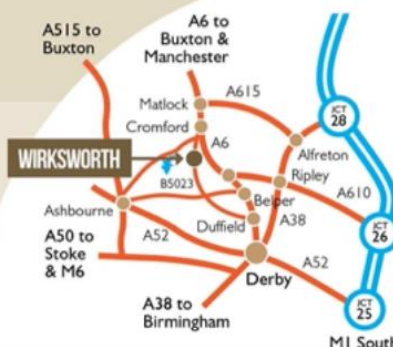 A515 to
Buxton
A6 to
Buxton &
Manchester
A615
Matlock
JCT
28
Cromford
A6
WIRKSWORTH
Alfreton
B5023
Ripley
A610
Belper
Ashbourne
Duffield
A38
JCT
26
A50 to
Stoke
& M6
A52
Derby
A52
A38 to
Birmingham
JCT
25
M1 South